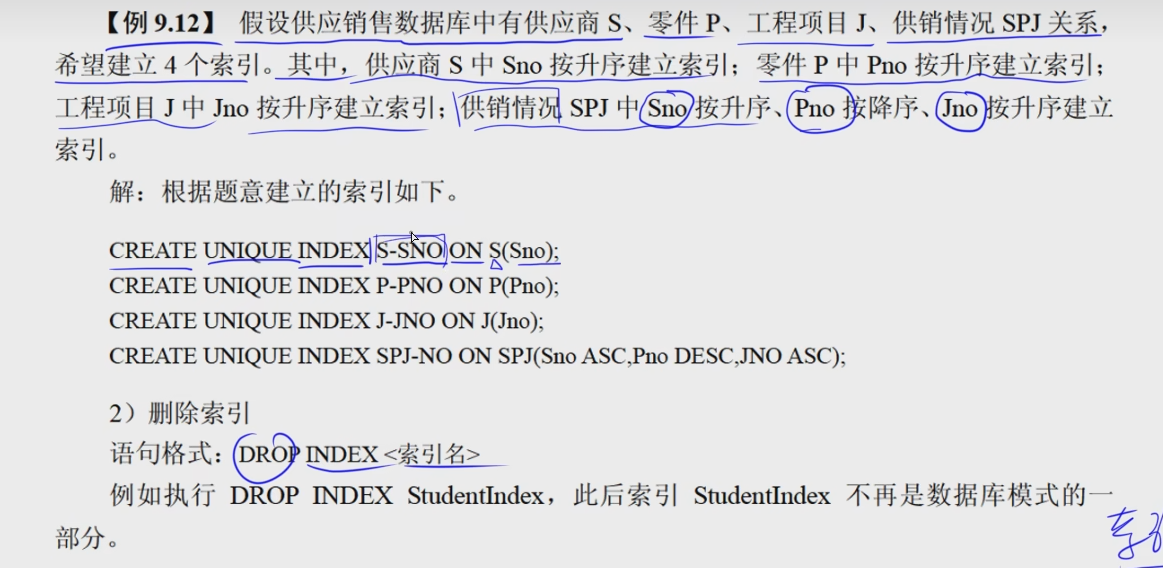 【例 9.12】 假设供应销售数据库中有供应商 S、零件 P、工程项目 J、供销情况 SPJ 关系，
希望建立 4 个索引。其中，供应商 S 中 Sno 按升序建立索引；零件 P 中 Pno 按升序建立索引；
工程项目 J 中 Jno 按升序建立索引；供销情况 SPJ 中 Sno 按升序、Pno 按降序、Jno 按升序建立
索引。
解：根据题意建立的索引如下。
CREATE UNIQUE INDEX S-SNO ON S(Sno);
CREATE UNIQUE INDEX P-PNO ON P(Pno);
CREATE UNIQUE INDEX J-JNO ON J(Jno);
CREATE UNIQUE INDEX SPJ-NO ON SPJ(Sno ASC,Pno DESC,JNO ASC);
2）删除索引
语句格式：DROP INDEX <索引名>
例如执行 DROP INDEX StudentIndex，此后索引 StudentIndex 不再是数据库模式的一
部分。